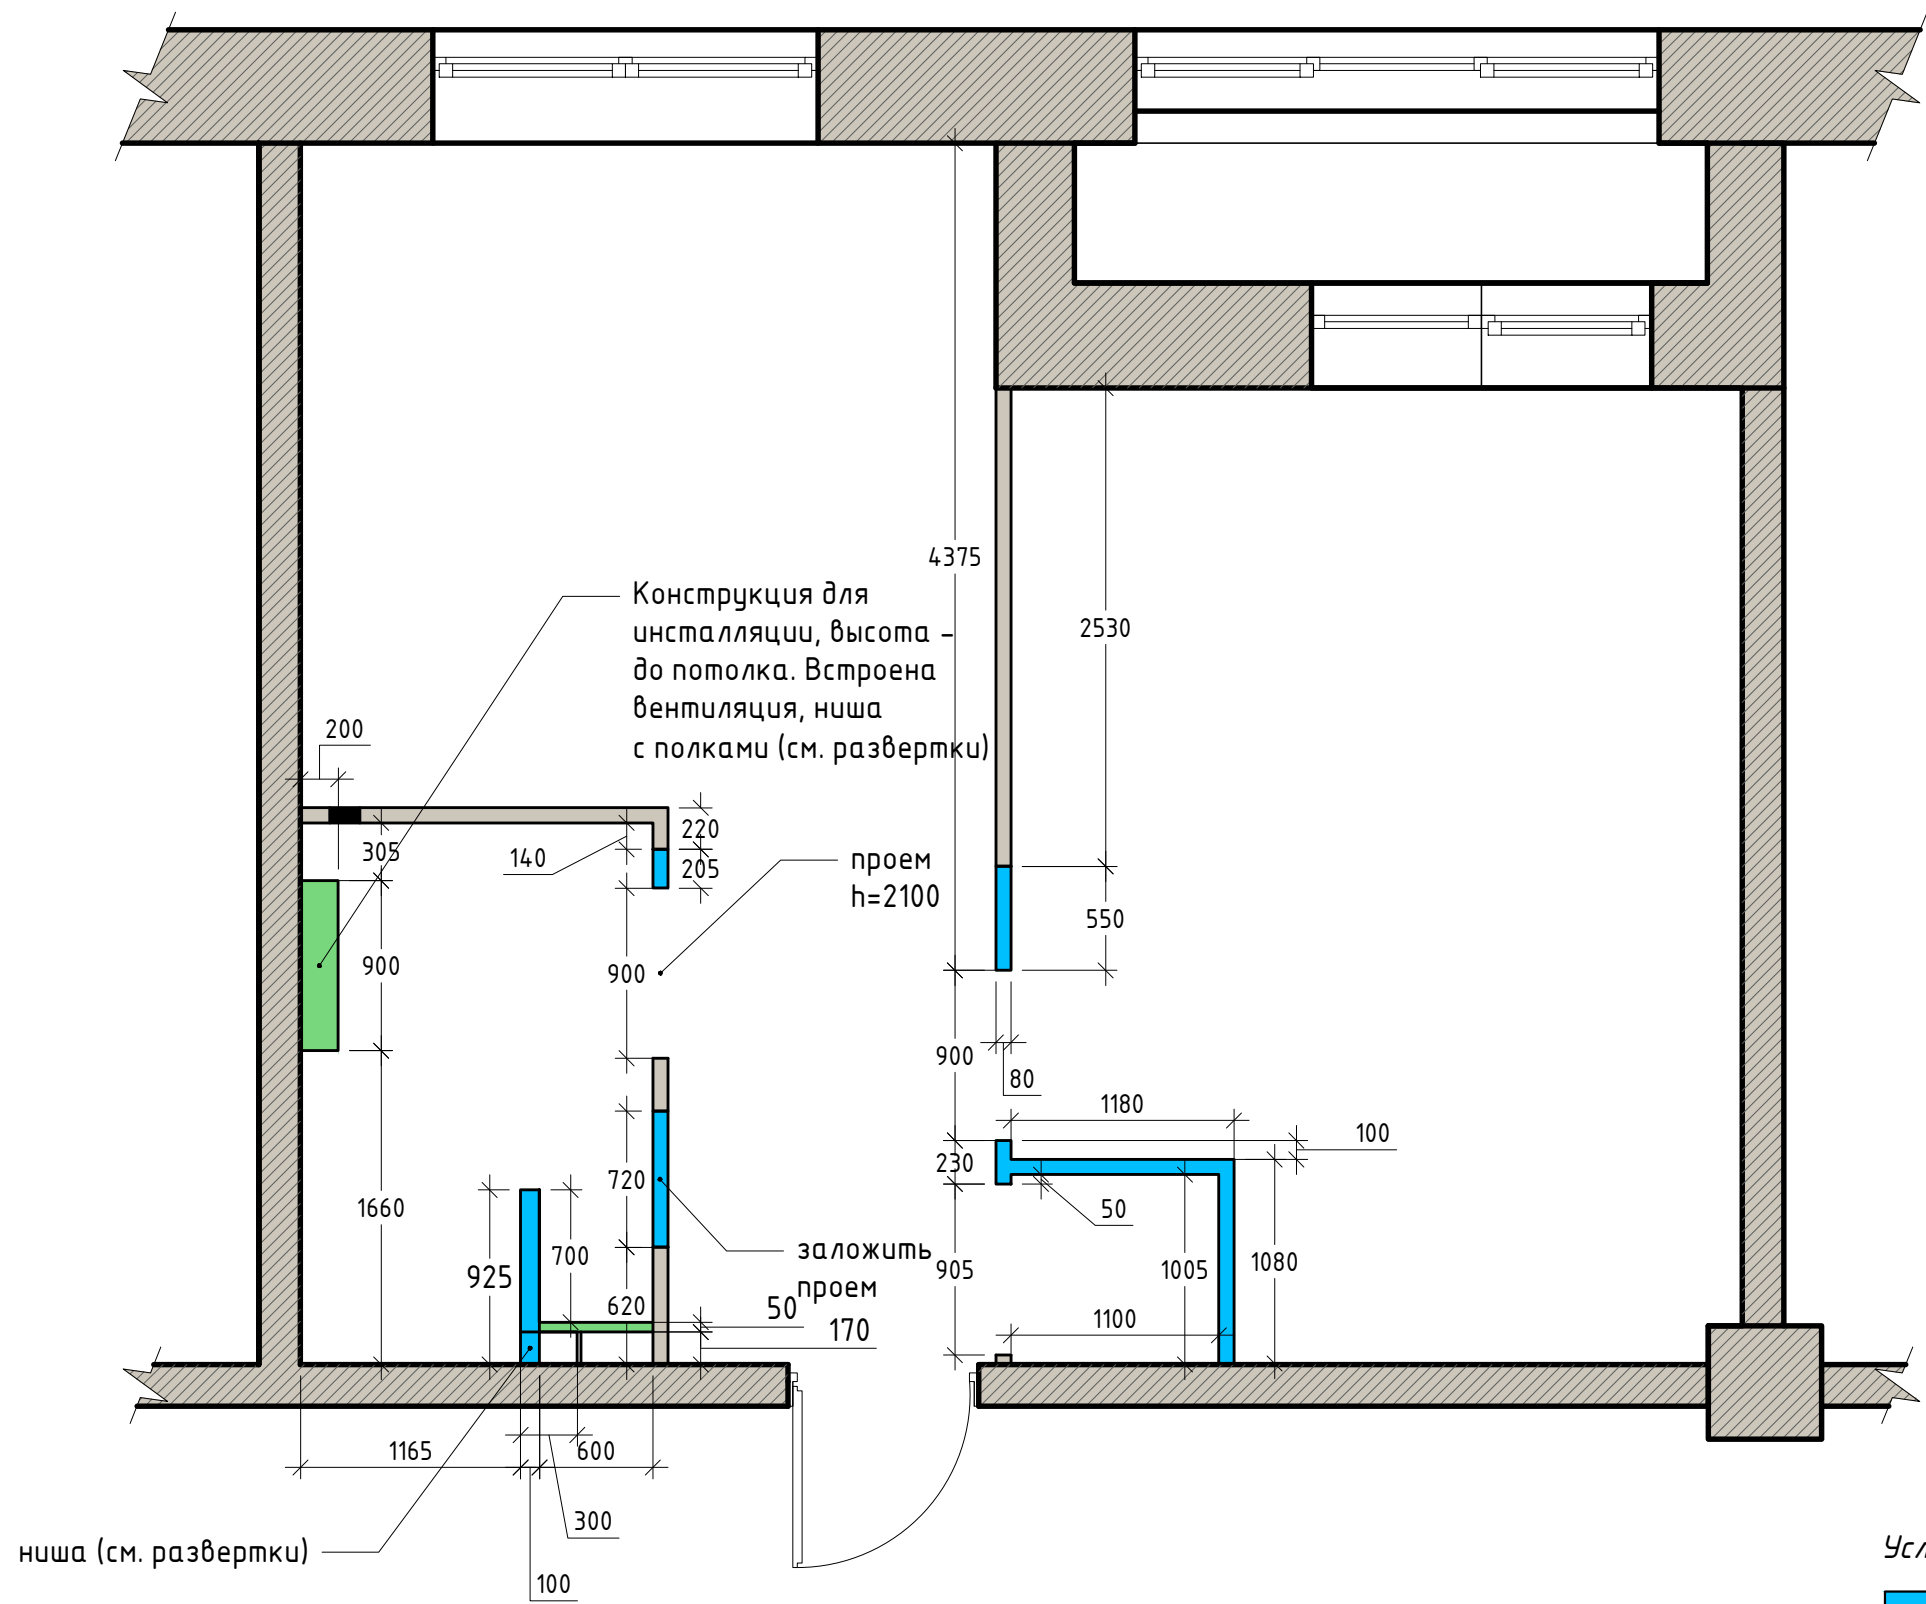 4375
Конструкция для
инсталляции, высота -
до потолка. Встроена
вентиляция, ниша
с полками (см. развертки)
2530
200
305
140
220
205
проем
h=2100
550
900
900
900
80
1180
100
230
50
1660
720
925
700
заложить
проем
620
50
170
905
1005
1080
1100
1165
600
300
ниша (см. развертки)
100
Усл